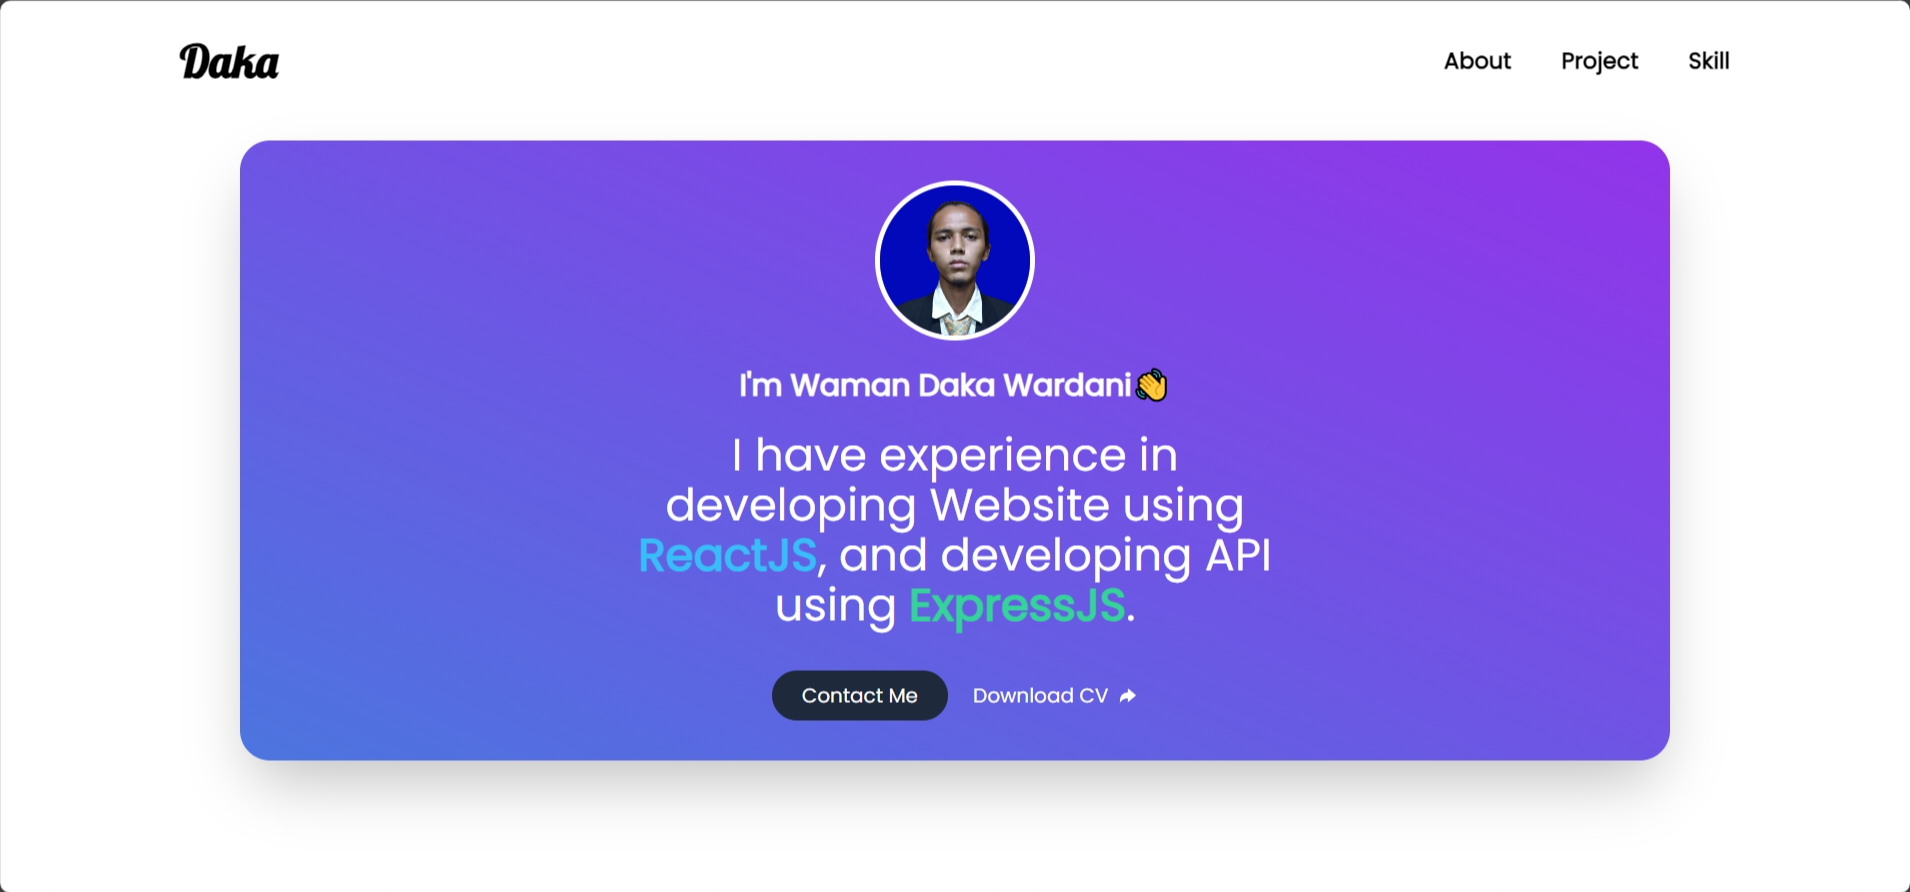 Daka
About Project Skill
I'm Waman Daka Wardani👋
I have experience in
developing Website using
ReactJS, and developing API
using ExpressJS.
Contact Me Download CV